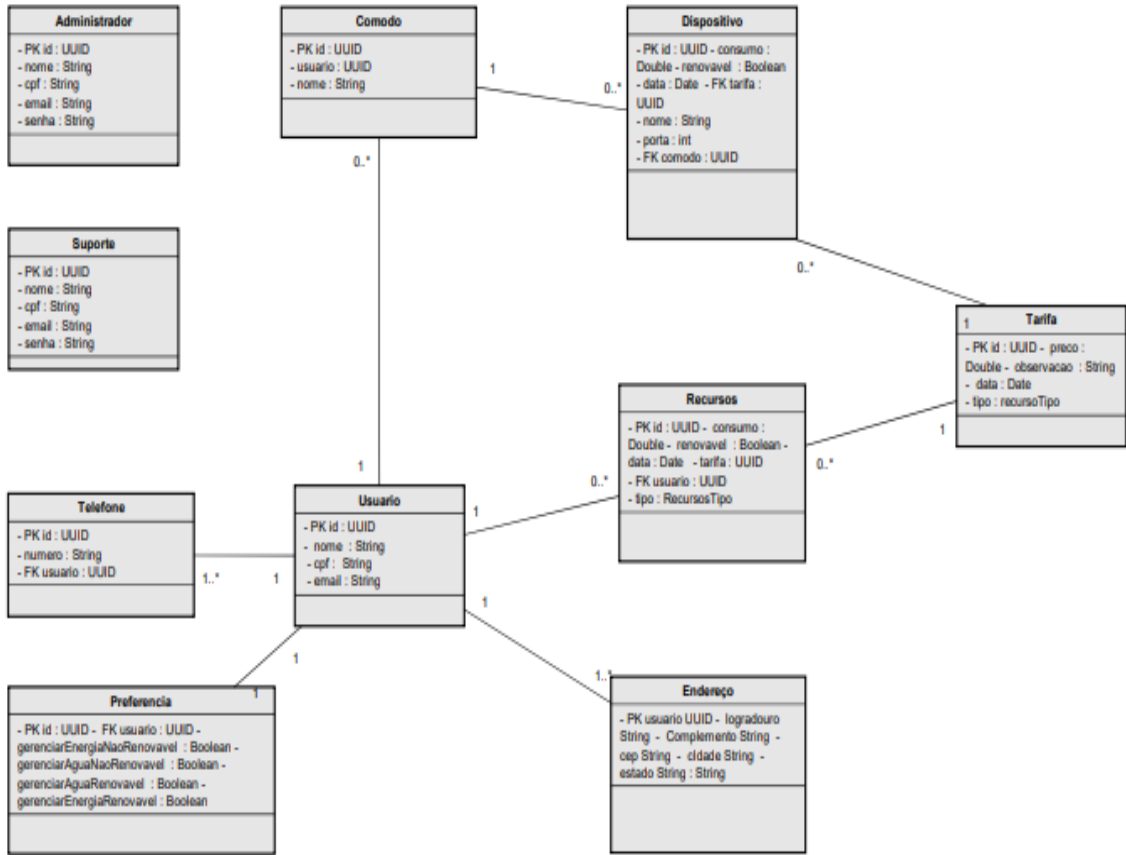 Administrador
- PK id : UUID
- nome : String
- cpf : String
- email : String
- senha : String
Comodo
- PK id : UUID
- usuario : UUID
- nome : String
Dispositivo
- PK id : UUID - consumo :
Double - renovavel : Boolean
- data : Date - FK tarifa :
UUID
- nome : String
- porta : int
- FK comodo : UUID
1
0..*
0..*
0..*
Suporte
- PK id : UUID
- nome : String
- cpf : String
- email : String
- senha : String
1
Tarifa
- PK id : UUID - preco :
Double - observacao : String
- data : Date
- tipo : recursoTipo
1
Recursos
- PK id : UUID - consumo :
Double - renovavel : Boolean -
data : Date - tarifa : UUID
- FK usuario : UUID
- tipo : RecursosTipo
0..*
0..*
1
1
Telefone
- PK id : UUID
- numero : String
- FK usuario : UUID
1..*
1
Usuario
- PK id : UUID
- nome : String
- cpf : String
- email : String
1
1
1
1..*
Preferencia
- PK id : UUID - FK usuario : UUID -
gerenciarEnergiaNaoRenovavel : Boolean -
gerenciarAguaNaoRenovavel : Boolean -
gerenciarAguaRenovavel : Boolean -
gerenciarEnergiaRenovavel : Boolean
Endereço
- PK usuario UUID - logradouro
String - Complemento String -
cep String - cIdade String -
estado String : String